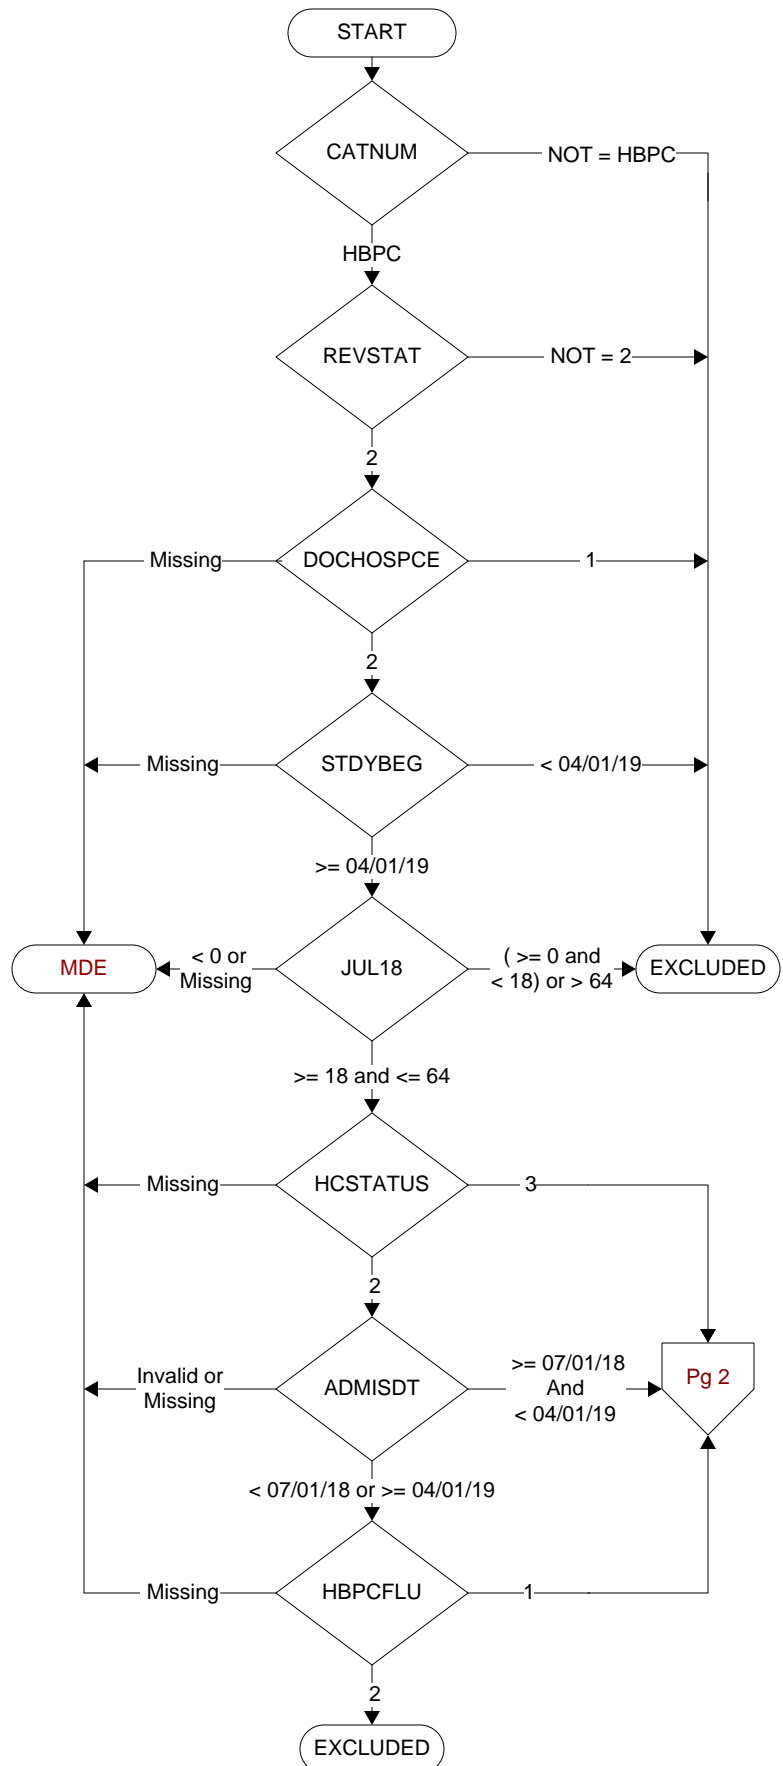 START
CATNUM
NOT = HBPC
HBPC
REVSTAT
NOT = 2
2
Missing
DOCHOSPCE
1
2
Missing
STDYBEG
< 04/01/19
>= 04/01/19
MDE
< 0 or
Missing
JUL18
( >= 0 and
< 18) or > 64
EXCLUDED
>= 18 and <= 64
Missing
HCSTATUS
3
2
Invalid or
Missing
ADMISDT
>= 07/01/18
And
< 04/01/19
Pg 2
< 07/01/18 or >= 04/01/19
Missing
HBPCFLU
1
2
EXCLUDED